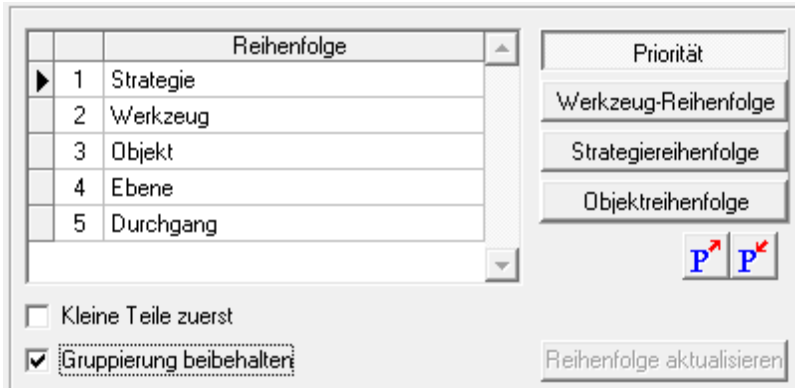 Reihenfolge
1 Strategie
2 Werkzeug
3 Objekt
4 Ebene
5 Durchgang
Kleine Teile zuerst
Gruppierung beibehalten
Priorität
Werkzeug-Reihenfolge
Strategiereihenfolge
Objektreihenfolge
P P
Reihenfolge aktualisieren